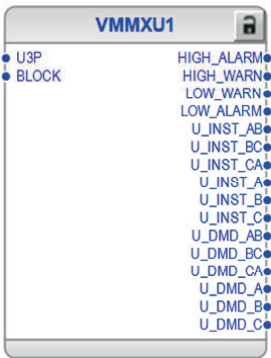 VMMXU1
U3P
BLOCK
HIGH_ALARM
HIGH_WARN
LOW_WARN
LOW_ALARM
U_INST_AB
U_INST_BC
U_INST_CA
U_INST_A
U_INST_B
U_INST_C
U_DMD_AB
U_DMD_BC
U_DMD_CA
U_DMD_A
U_DMD_B
U_DMD_C